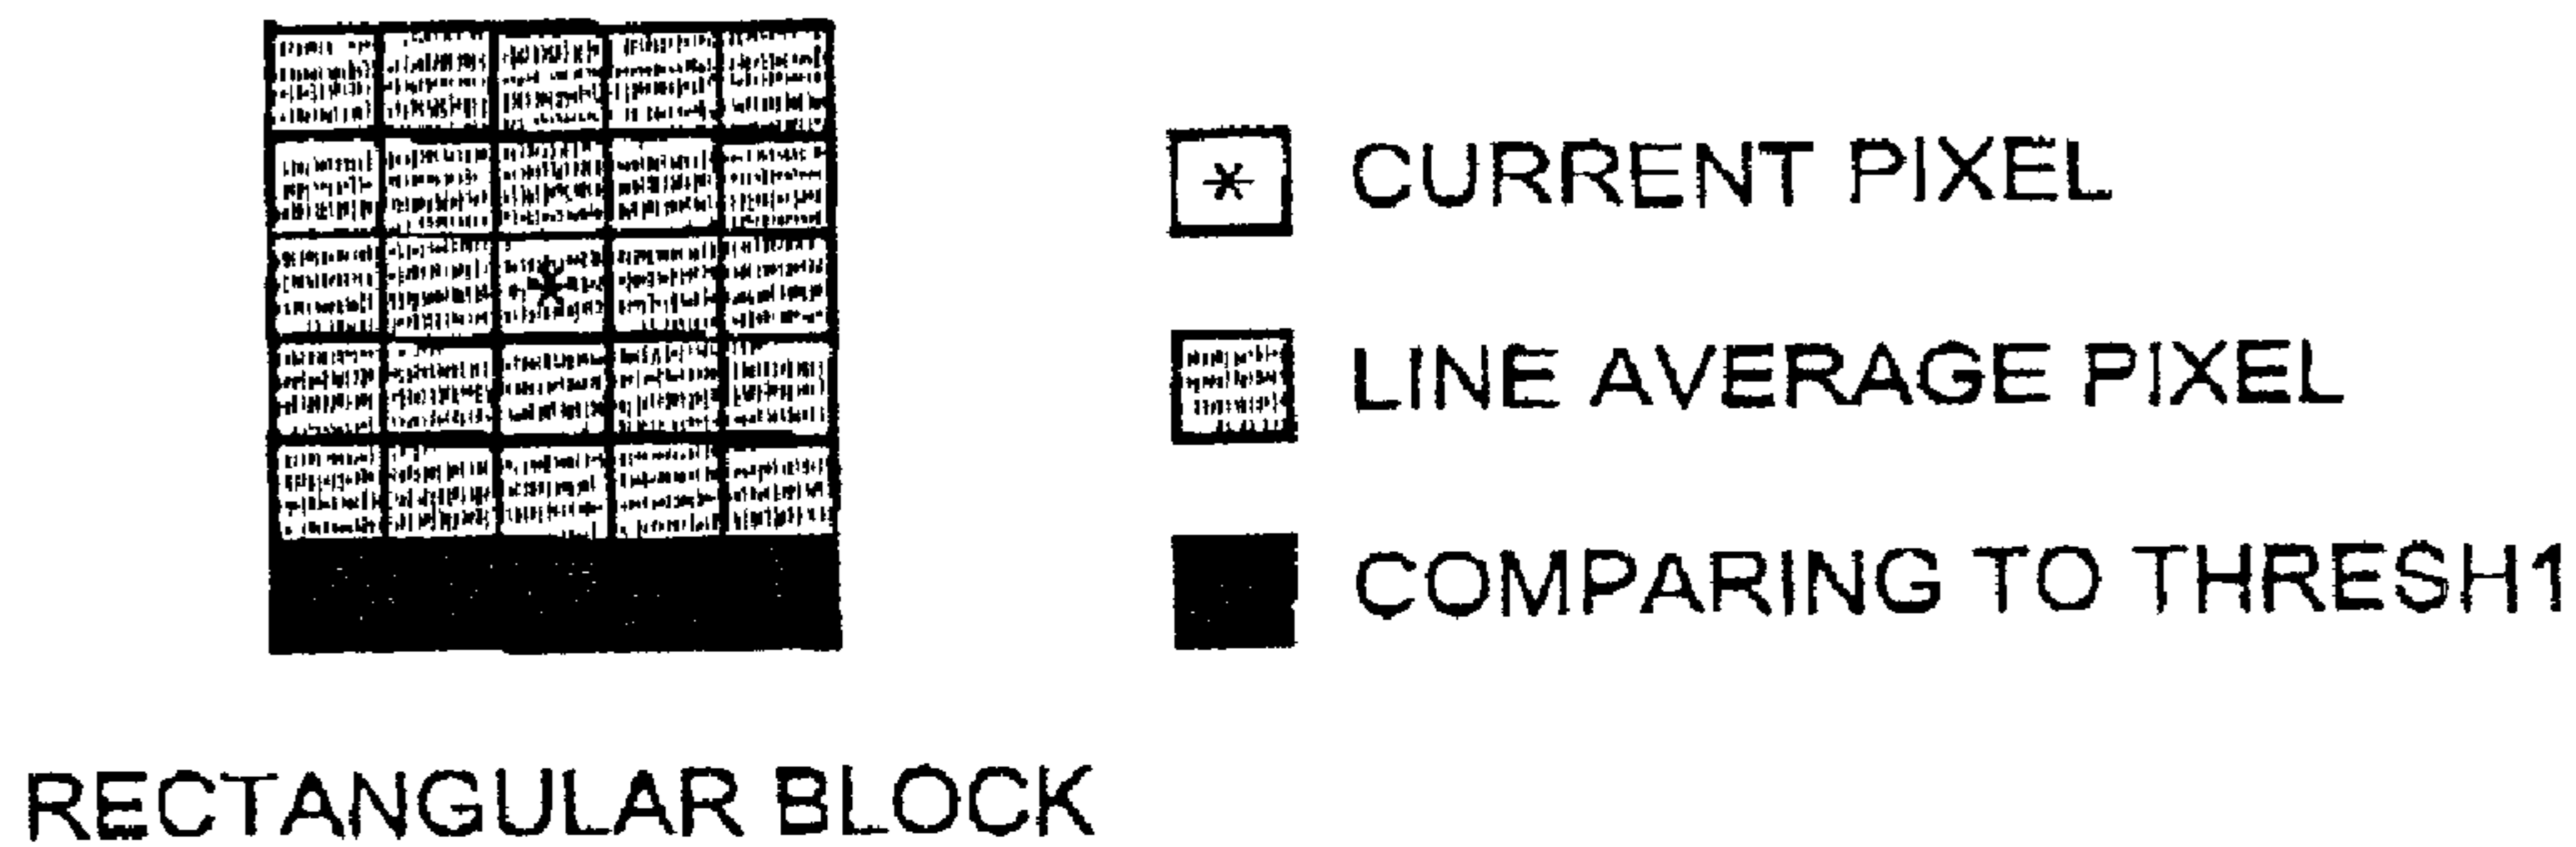 *
* CURRENT PIXEL
LINE AVERAGE PIXEL
COMPARING TO THRESH1
RECTANGULAR BLOCK